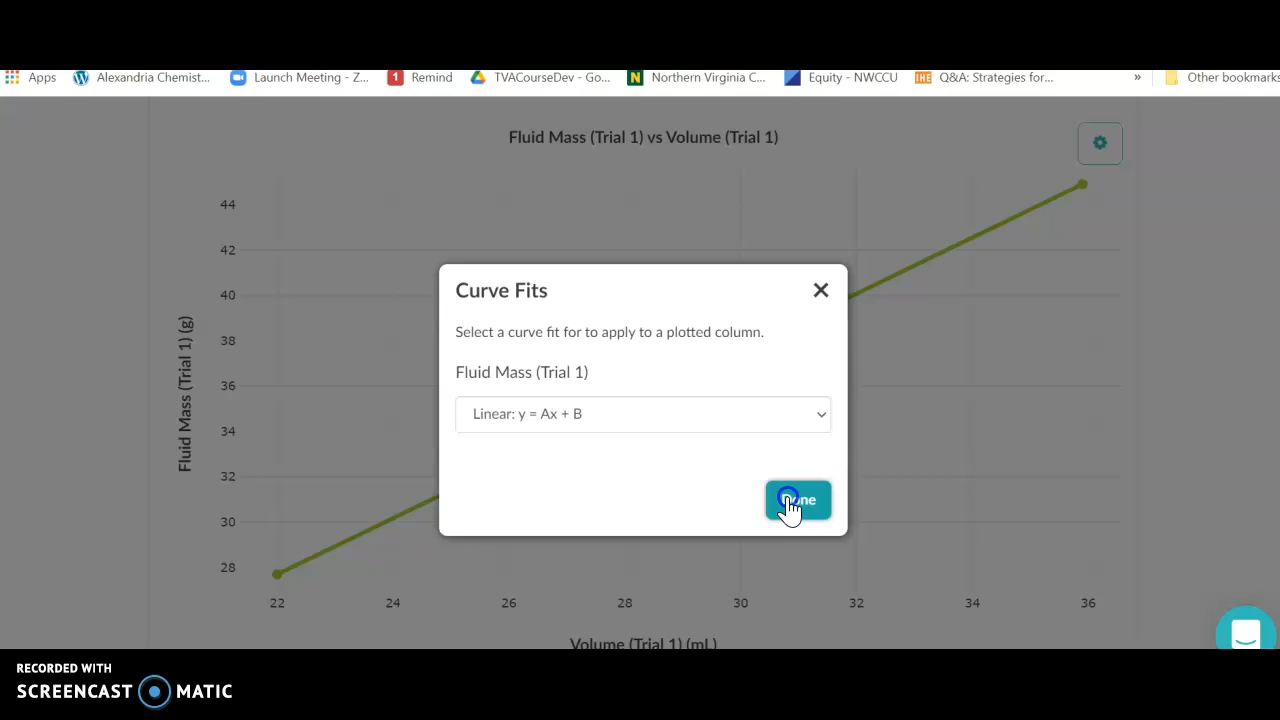 Apps Alexandria Chemist... Launch Meeting - Z... 1 Remind TVACourseDev - Go... N Northern Virginia C... Equity - NWCCU IHE Q&A: Strategies for... » Other bookmarks
Fluid Mass (Trial 1) vs Volume (Trial 1)
44
42
40
38
36
34
32
30
28
Fluid Mass (Trial 1) (g)
Curve Fits
Select a curve fit for to apply to a plotted column.
Fluid Mass (Trial 1)
Linear: y = Ax + B
22 24 26 28 30 32 34 36
Volume (Trial 1) (mL)
RECORDED WITH
SCREENCAST MATIC